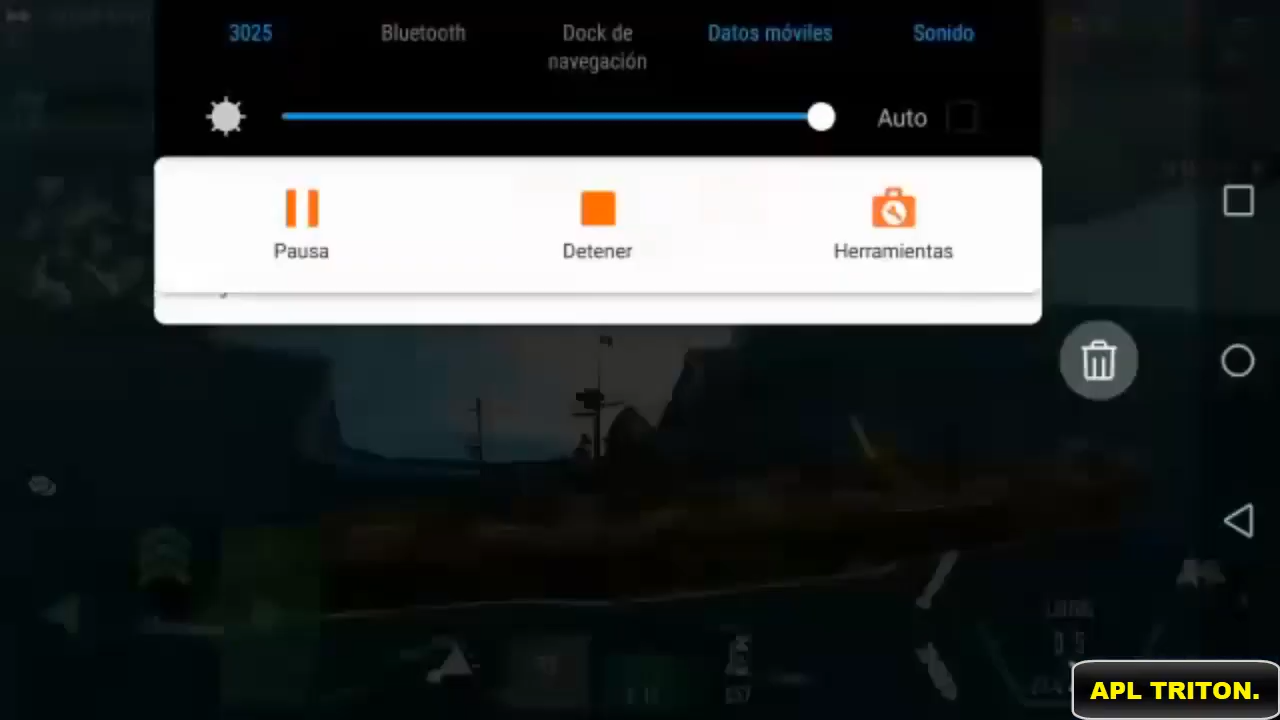 3025
Bluetooth
Dock de
navegación
Datos móviles
Sonido
Auto
Pausa
Detener
Herramientas
APL TRITON.